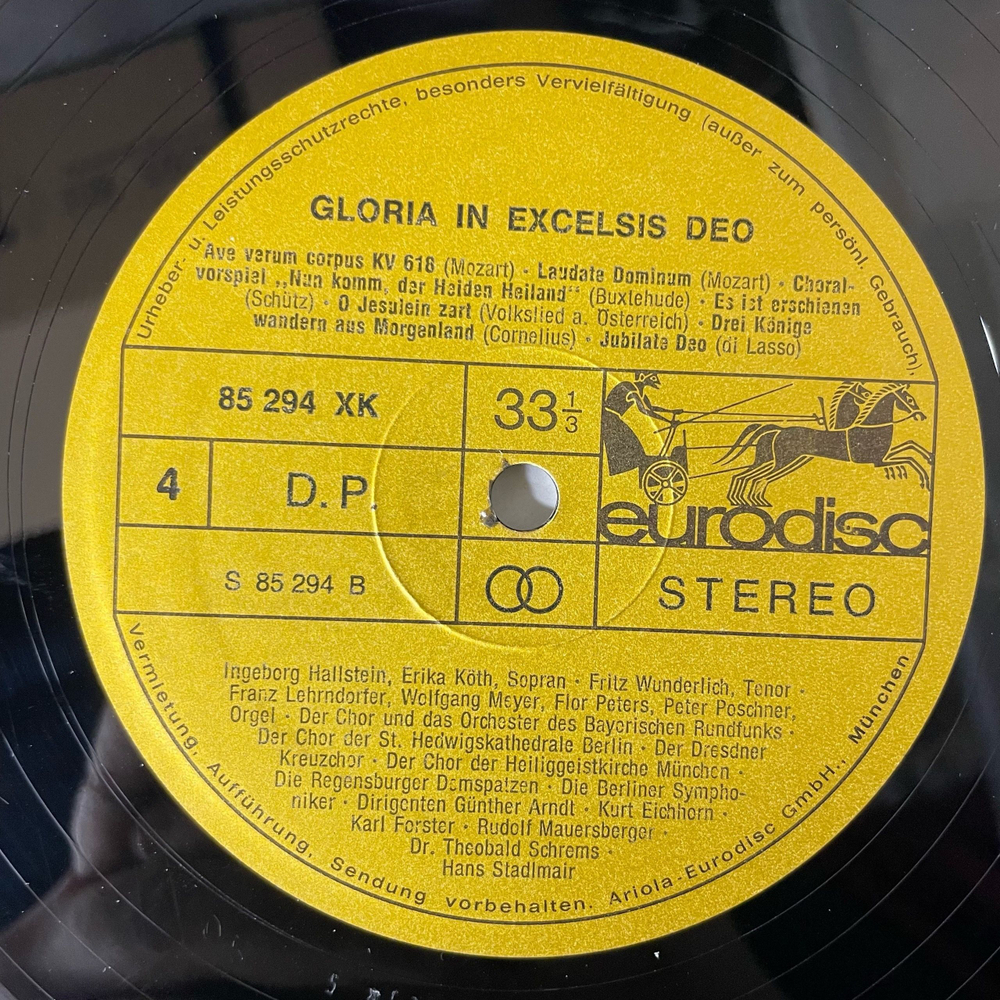 Urheber- u. Leistungsschutzrechte, besonders Vervielfältigung (außer zum persönl. Gebrauch),
GLORIA IN EXCELSIS DEO
Ave verum corpus KV 618 (Mozart) · Laudate Dominum (Mozart) · Choral-
vorspiel „Nun komm, der Heiden Heiland" (Buxtehude) · Es ist erschienen
(Schütz) · O Jesulein zart (Volkslied a. Österreich) · Drei Könige
wandern aus Morgenland (Cornelius) · Jubilate Deo (di Lasso)
85 294 XK
33 1/3
4
D.P.
eurodisc
S 85 294 B
STEREO
Ingeborg Hallstein, Erika Köth, Sopran · Fritz Wunderlich, Tenor ·
Franz Lehrndorfer, Wolfgang Meyer, Flor Peters, Peter Poschner,
Orgel · Der Chor und das Orchester des Bayerischen Rundfunks ·
Der Chor der St. Hedwigskathedrale Berlin · Der Dresdner
Kreuzchor · Der Chor der Heiliggeistkirche München ·
Die Regensburger Domspatzen · Die Berliner Sympho-
niker · Dirigenten Günther Arndt · Kurt Eichhorn ·
Karl Forster · Rudolf Mauersberger ·
Dr. Theobald Schrems ·
Hans Stadlmair
Vermietung, Aufführung, Sendung vorbehalten. Ariola-Eurodisc GmbH., München